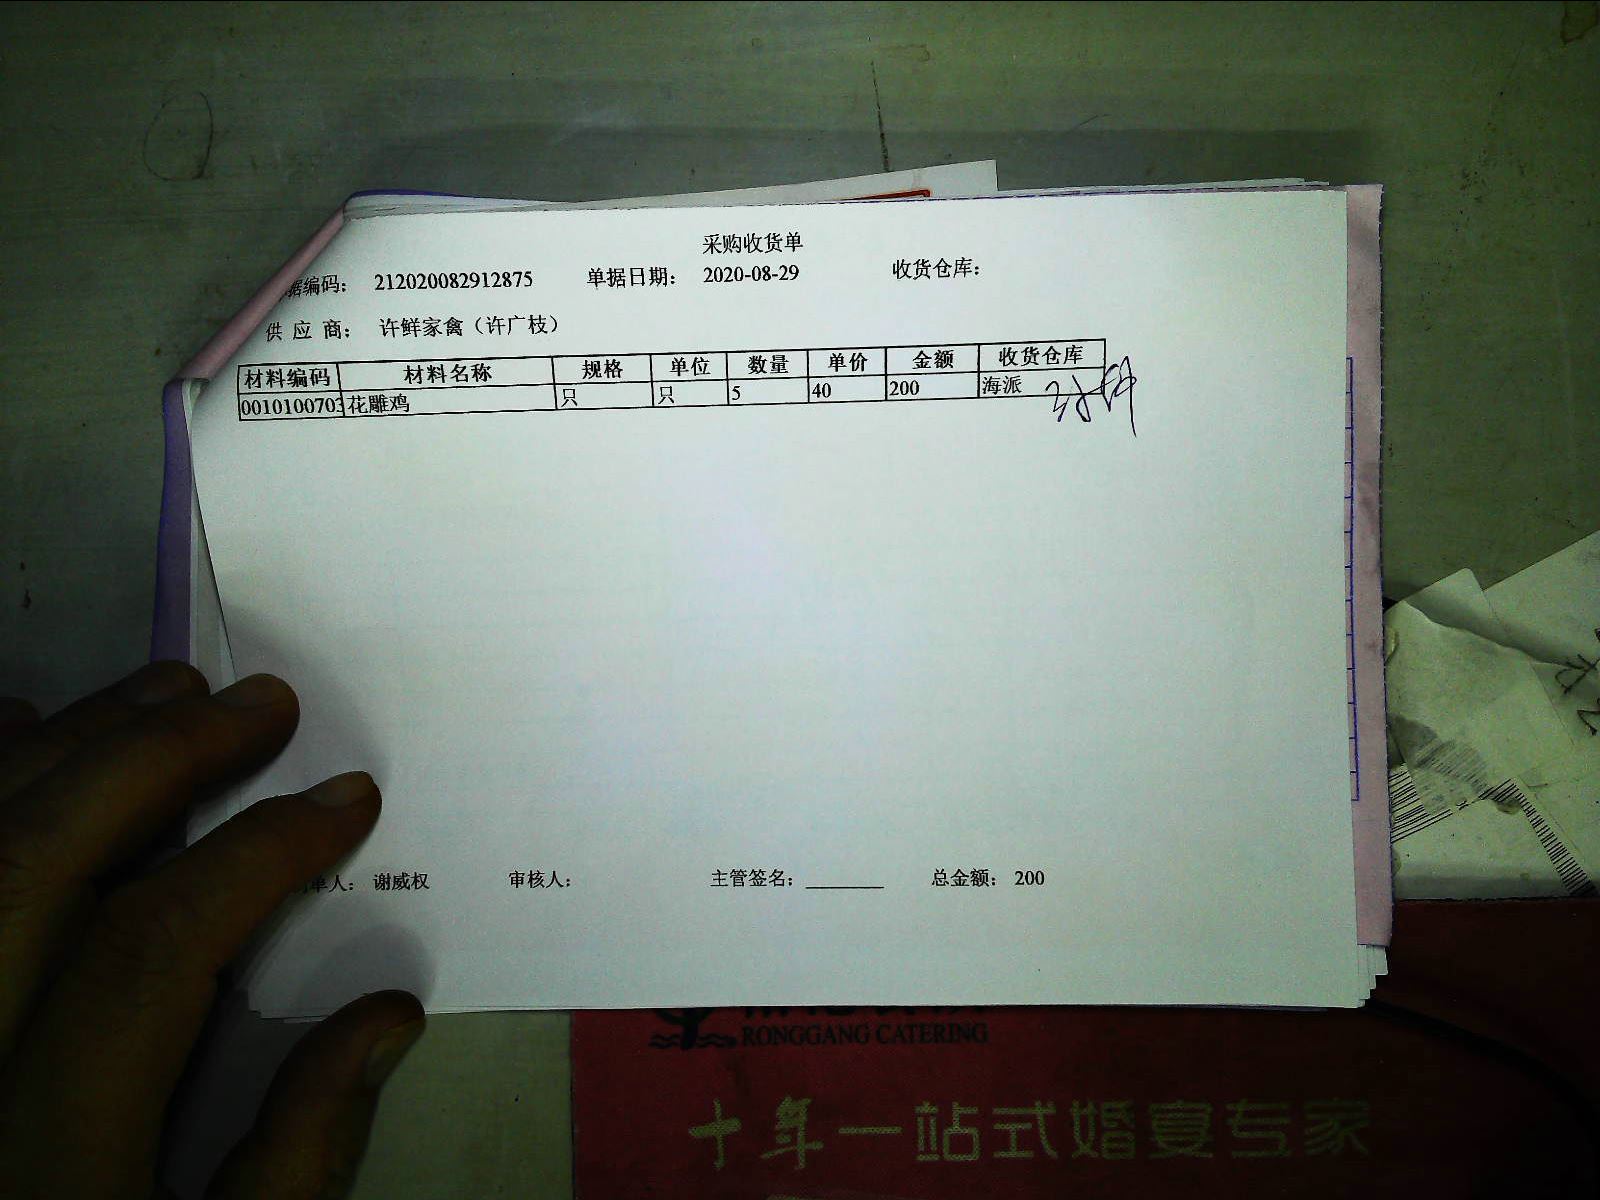 采购收货单
据编码： 212020082912875 单据日期： 2020-08-29 收货仓库：
供 应 商： 许鲜家禽（许广枝）
材料编码 材料名称 规格 单位 数量 单价 金额 收货仓库
0010100703 花雕鸡 只 只 5 40 200 海派
单人： 谢威权 审核人： 主管签名：________ 总金额： 200
RONGGANG CATERING
十年一站式婚宴专家